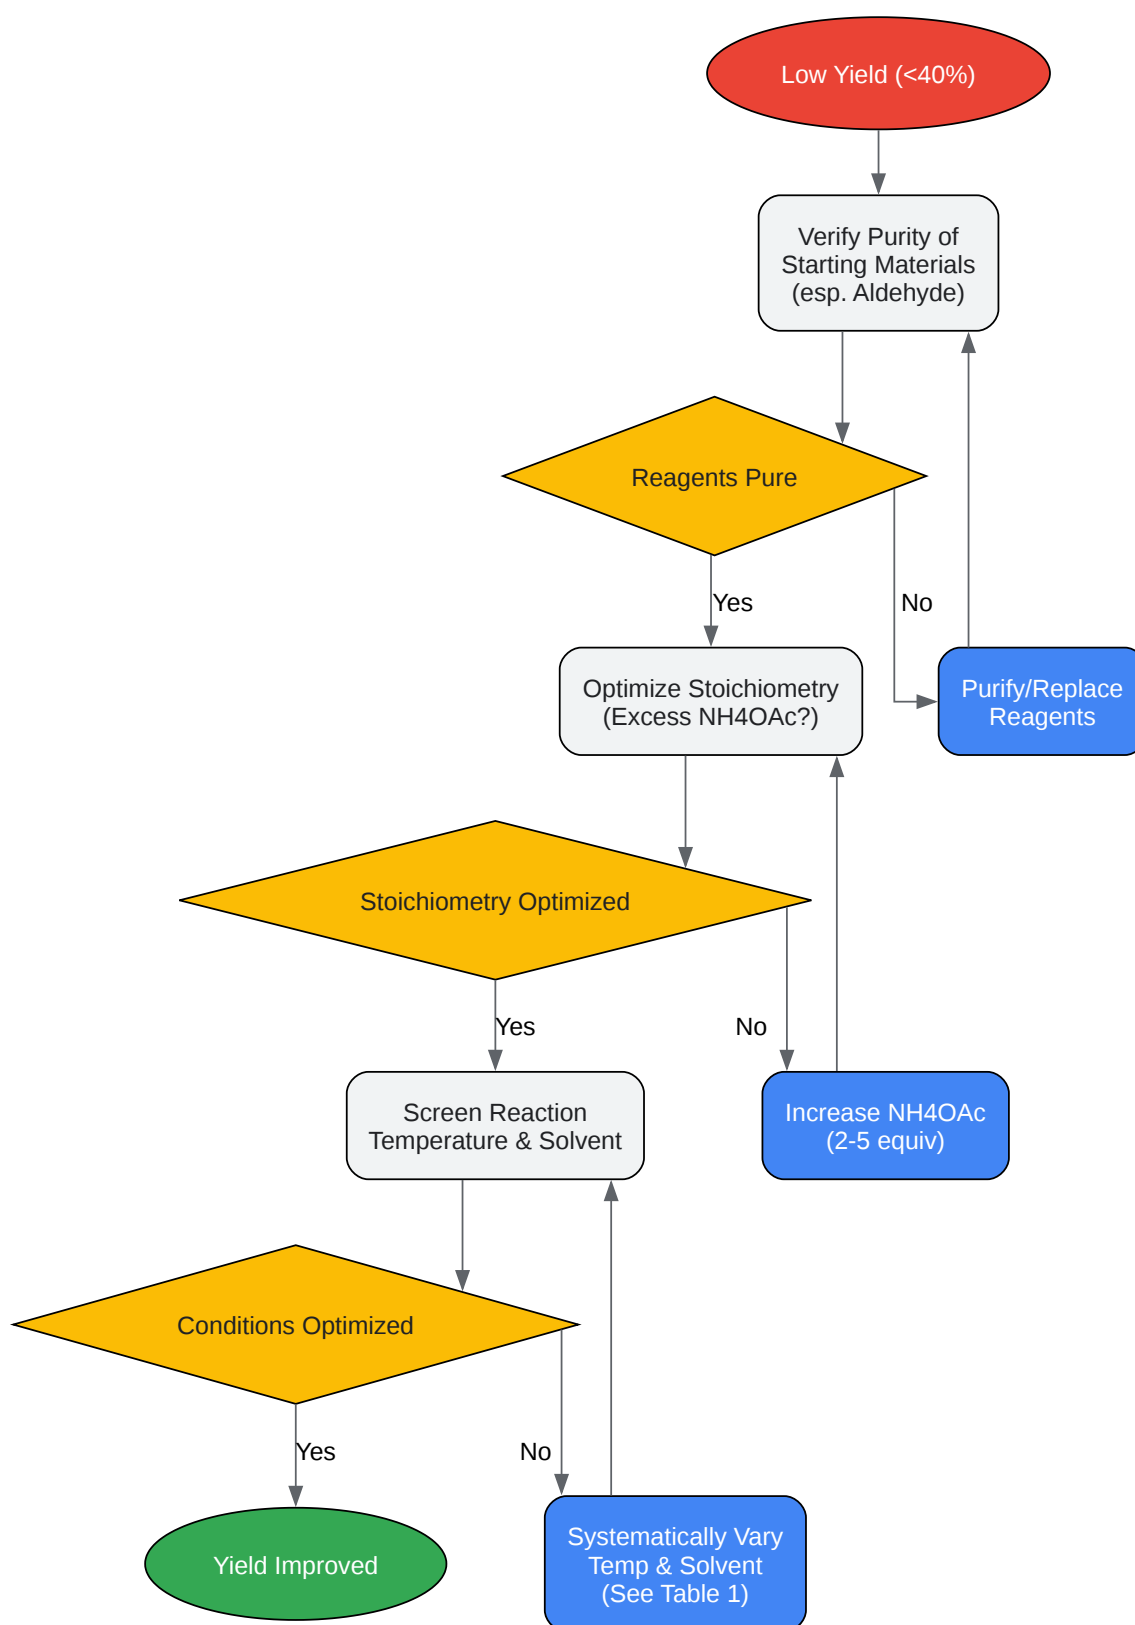 Low Yield (<40%)
Verify Purity of
Starting Materials
(esp. Aldehyde)
Reagents Pure
Yes
No
Optimize Stoichiometry
(Excess NH4OAc?)
Purify/Replace
Reagents
Stoichiometry Optimized
Yes
No
Screen Reaction
Temperature & Solvent
Increase NH4OAc
(2-5 equiv)
Conditions Optimized
Yes
No
Yield Improved
Systematically Vary
Temp & Solvent
(See Table 1)